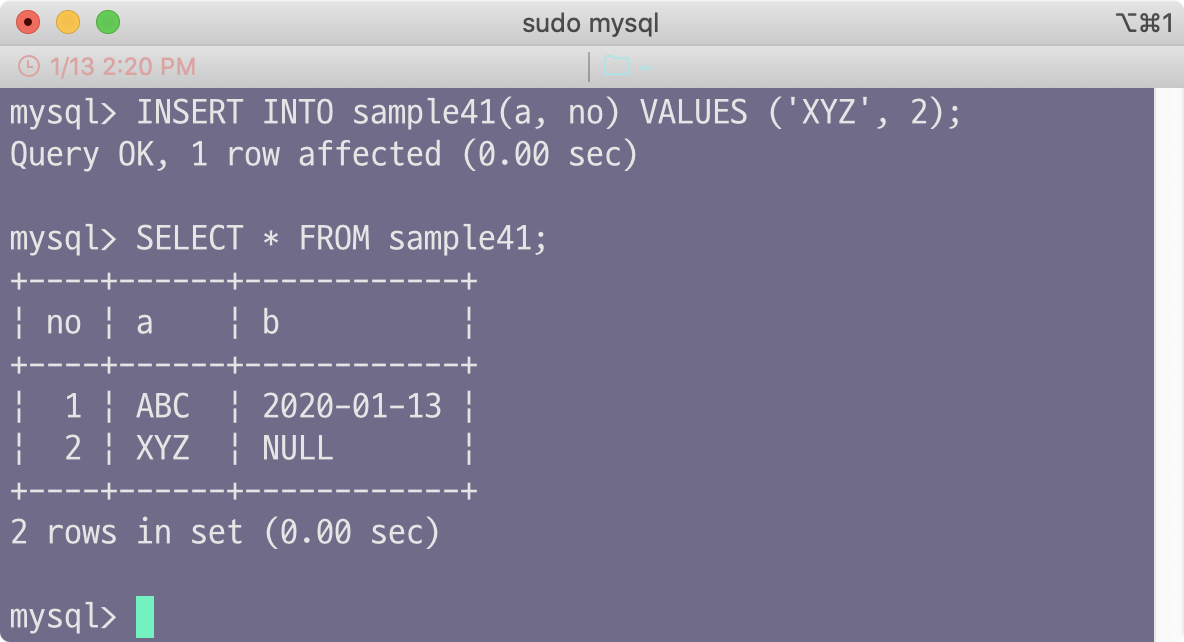 sudo mysql ⌥⌘1
1/13 2:20 PM ~
mysql> INSERT INTO sample41(a, no) VALUES ('XYZ', 2);
Query OK, 1 row affected (0.00 sec)
mysql> SELECT * FROM sample41;
+----+------+------------+
¦ no ¦ a    ¦ b          ¦
+----+------+------------+
¦  1 ¦ ABC  ¦ 2020-01-13 ¦
¦  2 ¦ XYZ  ¦ NULL       ¦
+----+------+------------+
2 rows in set (0.00 sec)
mysql>